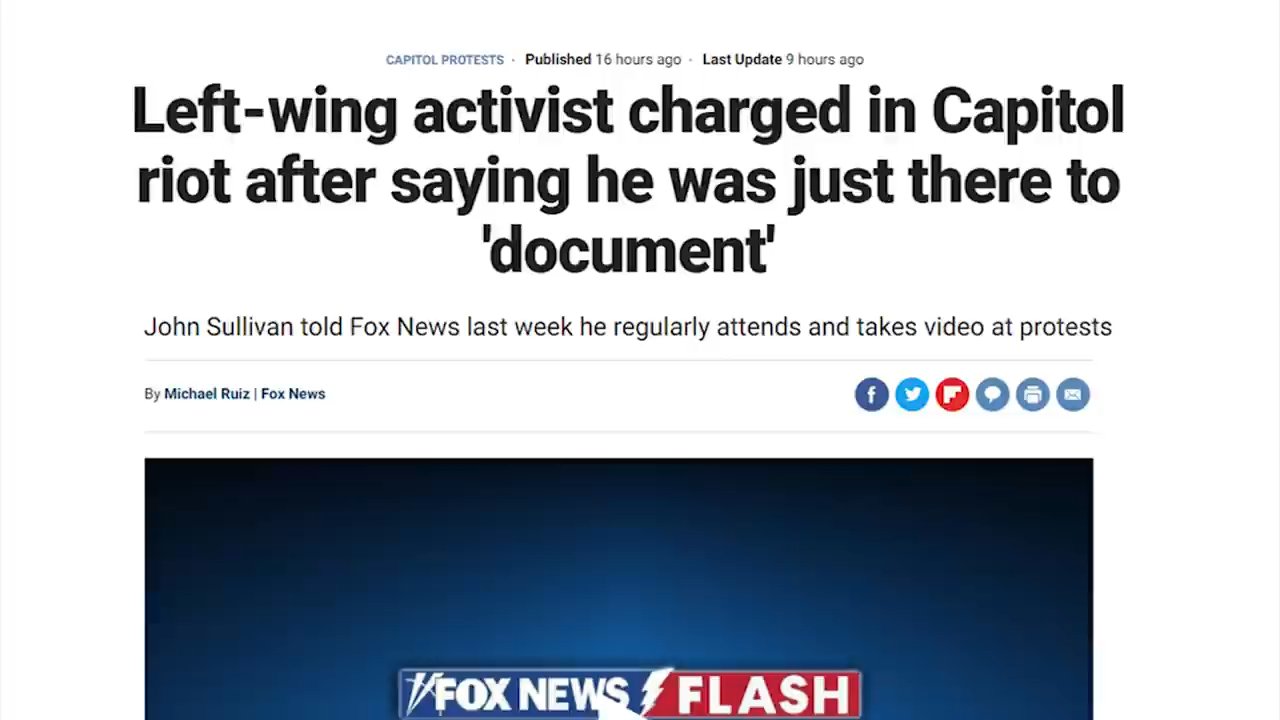 CAPITOL PROTESTS · Published 16 hours ago · Last Update 9 hours ago
Left-wing activist charged in Capitol
riot after saying he was just there to
'document'
John Sullivan told Fox News last week he regularly attends and takes video at protests
By Michael Ruiz | Fox News
FOX NEWS FLASH